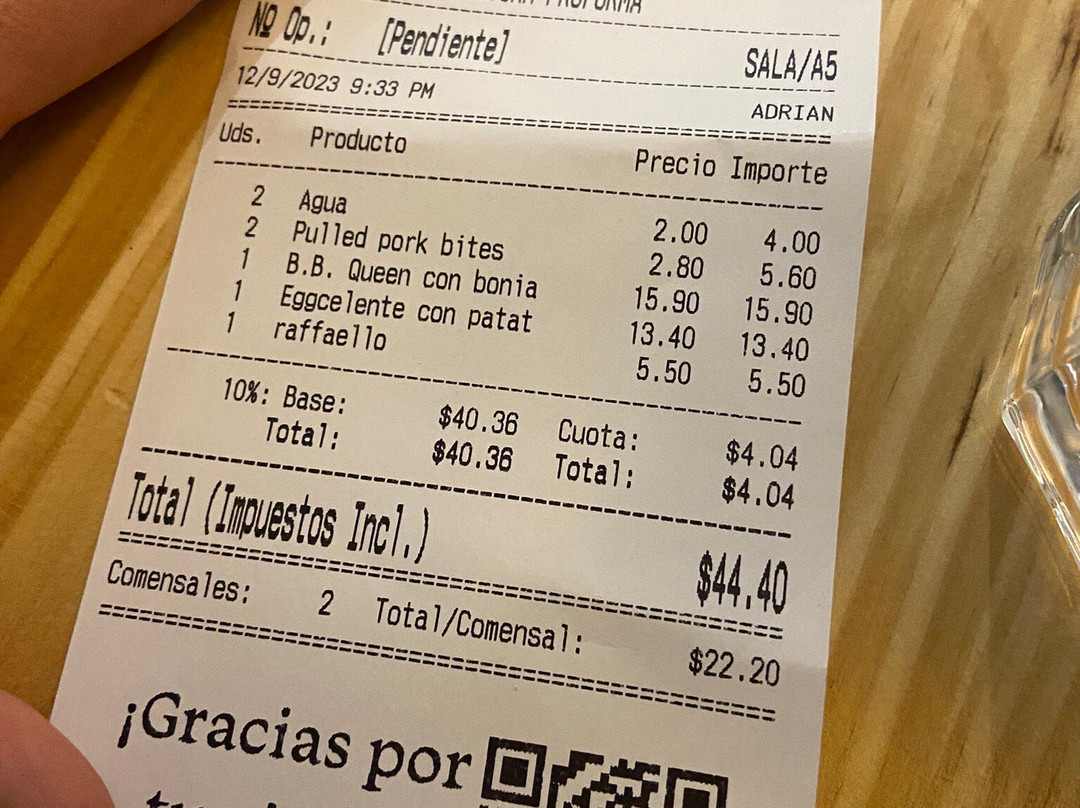 PROFORMA
Nº Op.: [Pendiente] SALA/A5
12/9/2023 9:33 PM ADRIAN
Uds. Producto Precio Importe
2 Agua 2.00 4.00
2 Pulled pork bites 2.80 5.60
1 B.B. Queen con bonia 15.90 15.90
1 Eggcelente con patat 13.40 13.40
1 raffaello 5.50 5.50
10%: Base: $40.36 Cuota: $4.04
Total: $40.36 Total: $4.04
Total (Impuestos Incl.) $44.40
Comensales: 2 Total/Comensal: $22.20
¡Gracias por